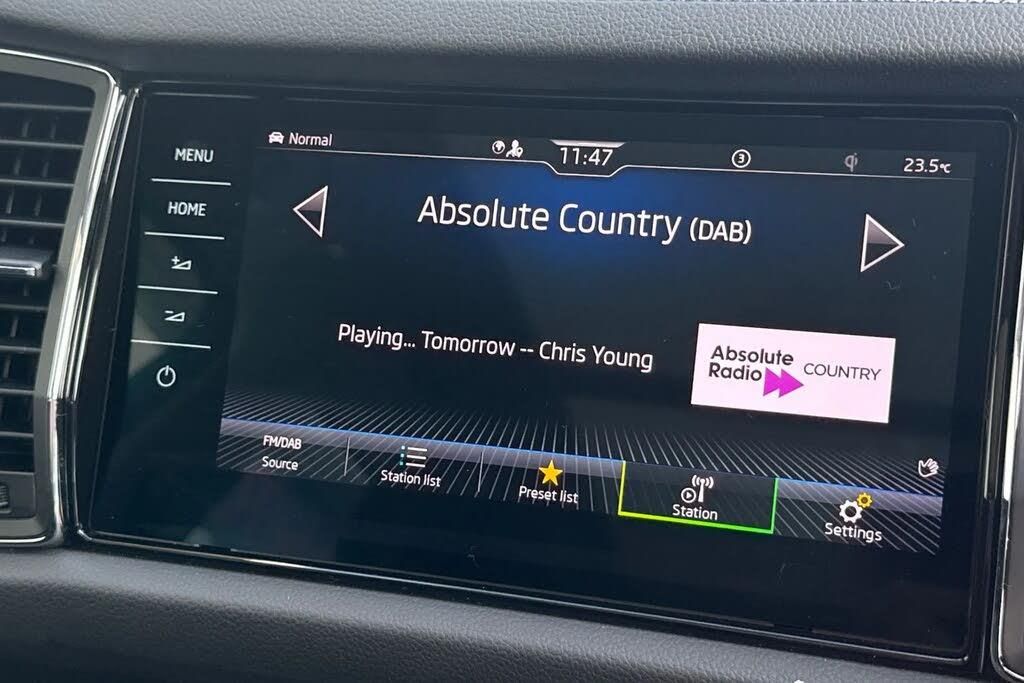 Normal
11:47
3
23.5°C
MENU
HOME
Absolute Country (DAB)
Playing... Tomorrow -- Chris Young
Absolute
Radio
COUNTRY
FM/DAB
Source
Station list
Preset list
Station
Settings